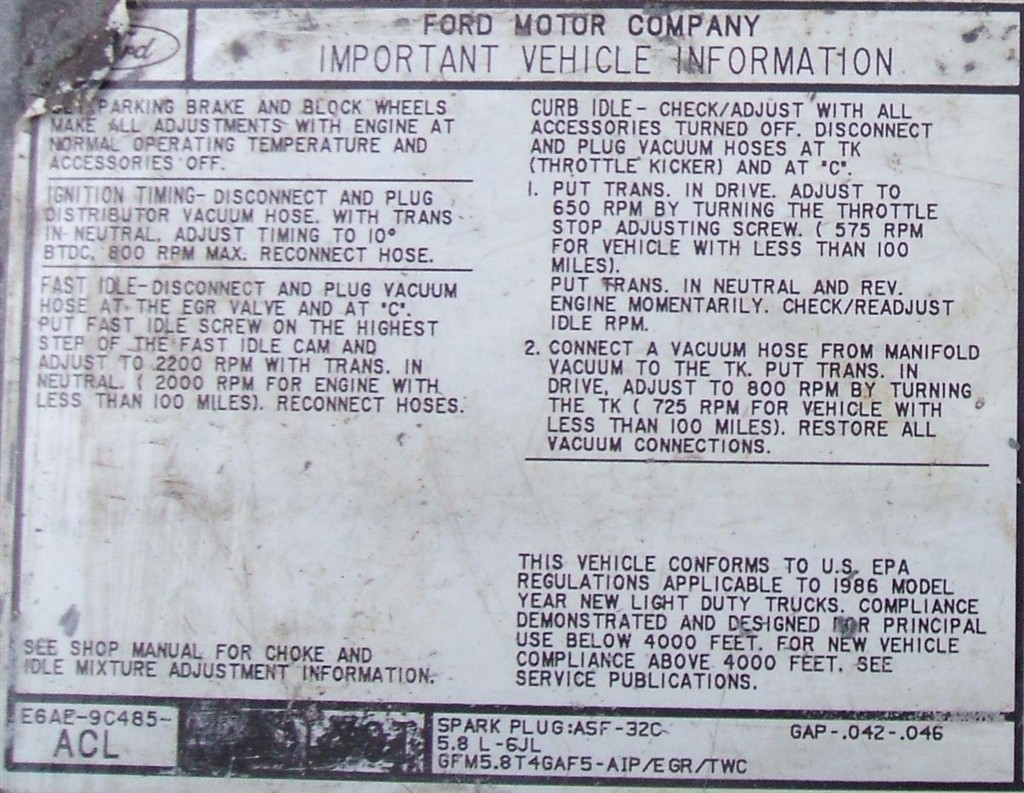 FORD MOTOR COMPANY
IMPORTANT VEHICLE INFORMATION
PARKING BRAKE AND BLOCK WHEELS
MAKE ALL ADJUSTMENTS WITH ENGINE AT
NORMAL OPERATING TEMPERATURE AND
ACCESSORIES OFF.
IGNITION TIMING- DISCONNECT AND PLUG
DISTRIBUTOR VACUUM HOSE. WITH TRANS
IN NEUTRAL, ADJUST TIMING TO 10°
BTDC, 800 RPM MAX. RECONNECT HOSE.
FAST IDLE-DISCONNECT AND PLUG VACUUM
HOSE AT THE EGR VALVE AND AT "C".
PUT FAST IDLE SCREW ON THE HIGHEST
STEP OF THE FAST IDLE CAM AND
ADJUST TO 2200 RPM WITH TRANS. IN
NEUTRAL. ( 2000 RPM FOR ENGINE WITH
LESS THAN 100 MILES). RECONNECT HOSES.
SEE SHOP MANUAL FOR CHOKE AND
IDLE MIXTURE ADJUSTMENT INFORMATION.
CURB IDLE- CHECK/ADJUST WITH ALL
ACCESSORIES TURNED OFF. DISCONNECT
AND PLUG VACUUM HOSES AT TK
(THROTTLE KICKER) AND AT "C".
1. PUT TRANS. IN DRIVE. ADJUST TO
650 RPM BY TURNING THE THROTTLE
STOP ADJUSTING SCREW. ( 575 RPM
FOR VEHICLE WITH LESS THAN 100
MILES).
PUT TRANS. IN NEUTRAL AND REV.
ENGINE MOMENTARILY. CHECK/READJUST
IDLE RPM.
2. CONNECT A VACUUM HOSE FROM MANIFOLD
VACUUM TO THE TK. PUT TRANS. IN
DRIVE, ADJUST TO 800 RPM BY TURNING
THE TK ( 725 RPM FOR VEHICLE WITH
LESS THAN 100 MILES). RESTORE ALL
VACUUM CONNECTIONS.
THIS VEHICLE CONFORMS TO U.S. EPA
REGULATIONS APPLICABLE TO 1986 MODEL
YEAR NEW LIGHT DUTY TRUCKS. COMPLIANCE
DEMONSTRATED AND DESIGNED FOR PRINCIPAL
USE BELOW 4000 FEET. FOR NEW VEHICLE
COMPLIANCE ABOVE 4000 FEET. SEE
SERVICE PUBLICATIONS.
E6AE-9C485-
ACL
SPARK PLUG:ASF-32C GAP-.042-.046
5.8 L-6JL
GFM5.8T4GAF5-AIP/EGR/TWC